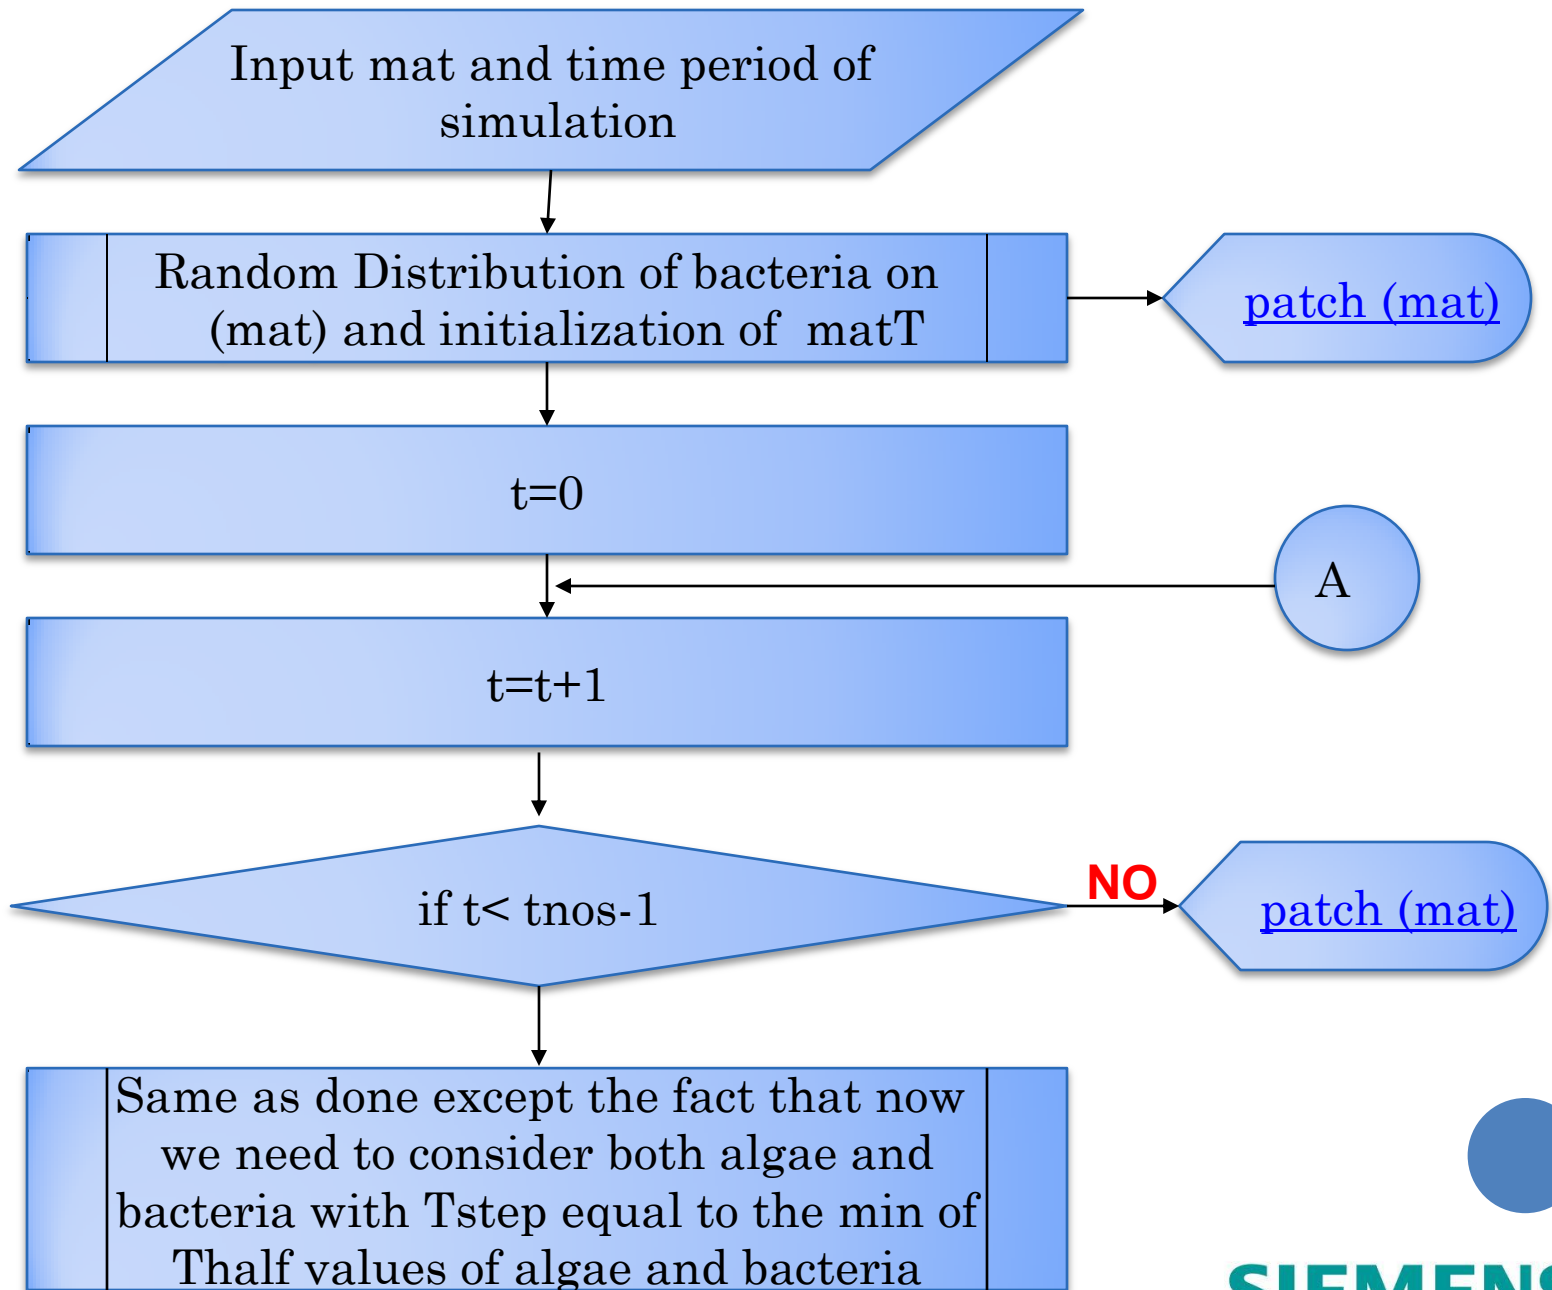 Input mat and time period of
simulation
Random Distribution of bacteria on
(mat) and initialization of matT
patch (mat)
t=0
A
t=t+1
if t< tnos-1
NO
patch (mat)
Same as done except the fact that now
we need to consider both algae and
bacteria with Tstep equal to the min of
Thalf values of algae and bacteria
SIEMENS